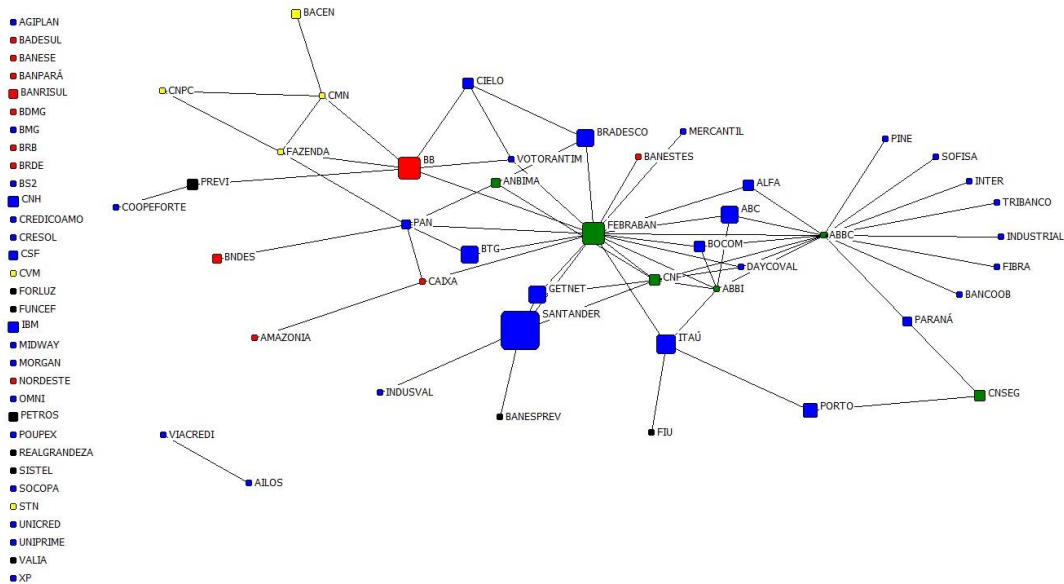 AGIPLAN
BADESUL
BANESE
BANPARÁ
BANRISUL
BDMG
BMG
BRB
BRDE
BS2
CNH
CREDICOAMO
CRESOL
CSF
CVM
FORLUZ
FUNCEF
IBM
MIDWAY
MORGAN
NORDESTE
OMNI
PETROS
POUPEX
REALGRANDEZA
SISTEL
SOCOPA
STN
UNICRED
UNIPRIME
VALIA
XP
BACEN
CNPC
CMN
CIELO
FAZENDA
BB
VOTORANTIM
BRADESCO
MERCANTIL
BANESTES
PINE
SOFISA
PREVI
ANBIMA
ALFA
INTER
COOPEFORTE
ABC
TRIBANCO
PAN
FEBRABAN
ABBC
INDUSTRIAL
BNDES
BTG
BOCOM
DAYCOVAL
FIBRA
CAIXA
CNF
ABBI
GETNET
BANCOOB
SANTANDER
PARANÁ
AMAZONIA
ITAÚ
INDUSVAL
CNSEG
BANESPREV
PORTO
FIU
VIACREDI
AILOS